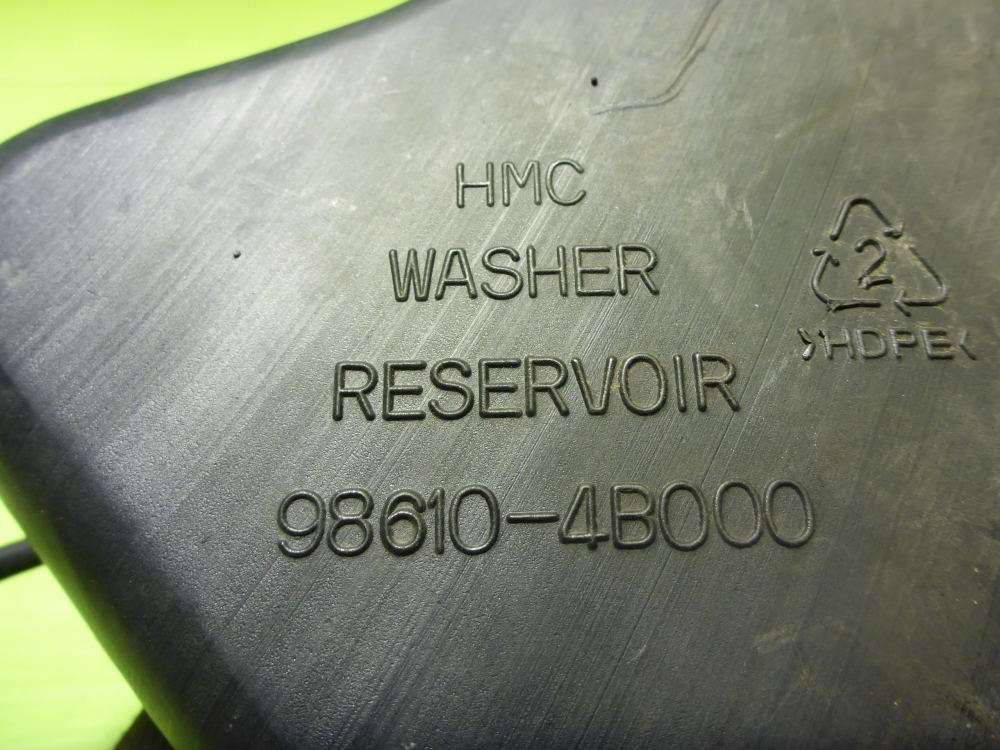 HMC
WASHER
RESERVOIR
98610-4B000
2
>HDPE<